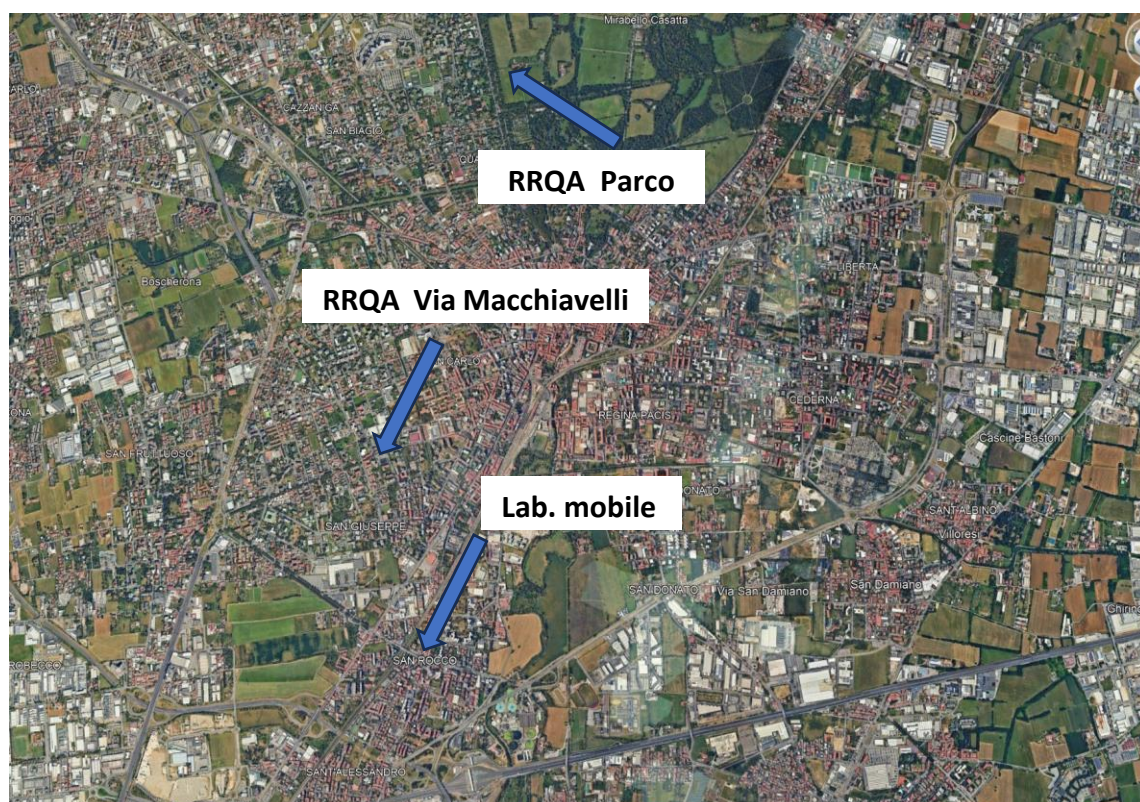 Mirabello Casatta
CAZZANIGA
SAN BIAGIO
RRQA Parco
LIBERTA
Boscherona
RRQA Via Macchiavelli
REGINA PACIS
CEDERNA
Cascine Bastoni
SAN FRUTTUOSO
Lab. mobile
SANT'ALBINO
Villoresi
SAN GIUSEPPE
SAN DONATO
Via San Damiano
San Damiano
SAN ROCCO
SANT'ALESSANDRO